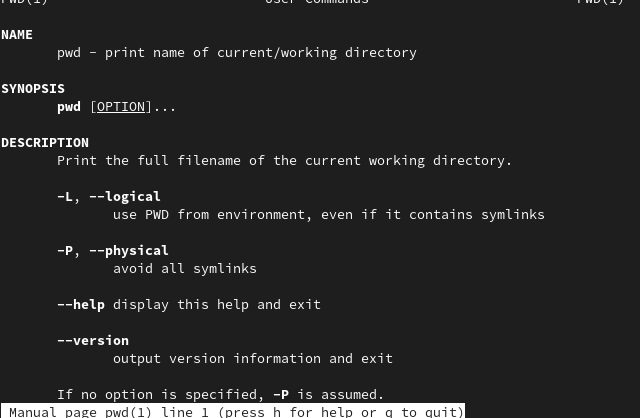 PWD(1) User Commands PWD(1)
NAME
pwd - print name of current/working directory
SYNOPSIS
pwd [OPTION]...
DESCRIPTION
Print the full filename of the current working directory.
-L, --logical
use PWD from environment, even if it contains symlinks
-P, --physical
avoid all symlinks
--help display this help and exit
--version
output version information and exit
If no option is specified, -P is assumed.
Manual page pwd(1) line 1 (press h for help or q to quit)